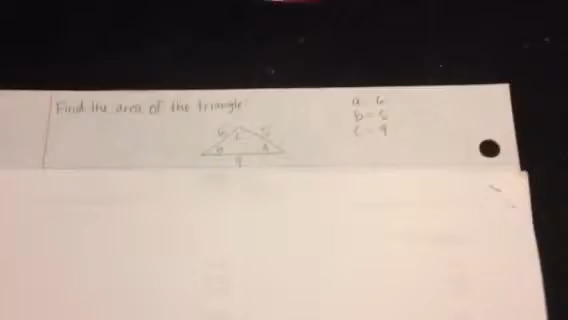 Find the area of the triangle:
a = 6
b = 5
c = 9
6 5
C
B A
9